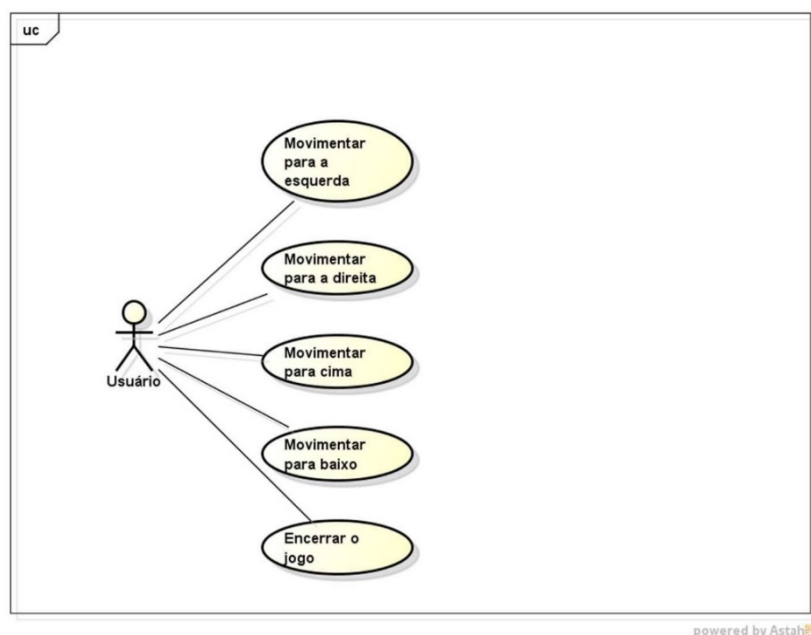 uc
Movimentar
para a
esquerda
Movimentar
para a direita
Movimentar
para cima
Usuário
Movimentar
para baixo
Encerrar o
jogo
powered by Astah